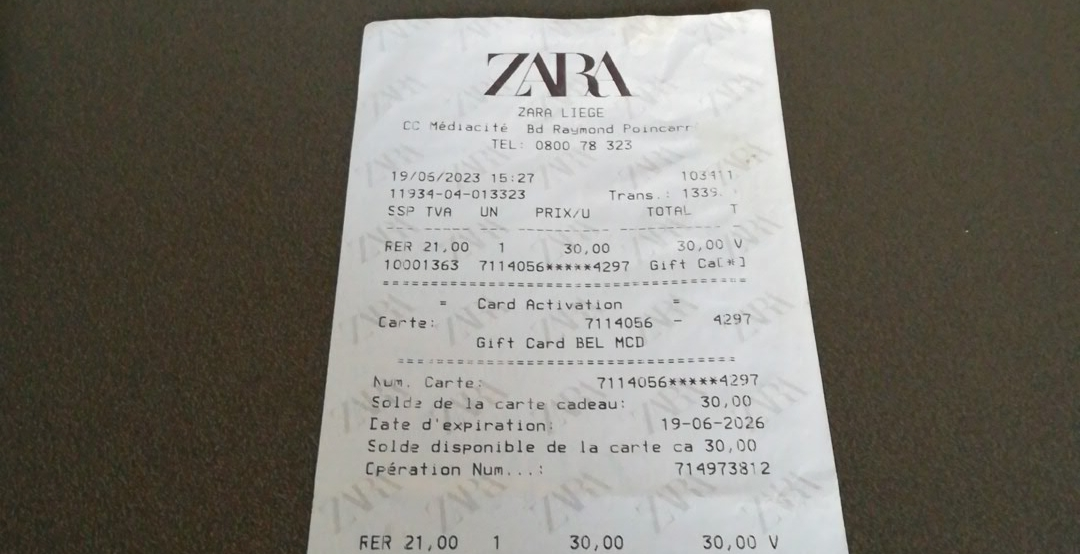 ZARA
ZARA LIEGE
CC Médiacité Bd Raymond Poincarr
TEL: 0800 78 323
19/06/2023 15:27 103411
11934-04-013323 Trans.: 1339.
SSP TVA UN PRIX/U TOTAL T
RER 21,00 1 30,00 30,00 V
10001363 7114056*****4297 Gift Ca[*]
==========================================
= Card Activation =
Carte: 7114056 - 4297
Gift Card BEL MCD
======================================
Num. Carte: 7114056*****4297
Solde de la carte cadeau: 30,00
Date d'expiration: 19-06-2026
Solde disponible de la carte ca 30,00
Opération Num...: 714973812
RER 21,00 1 30,00 30,00 V